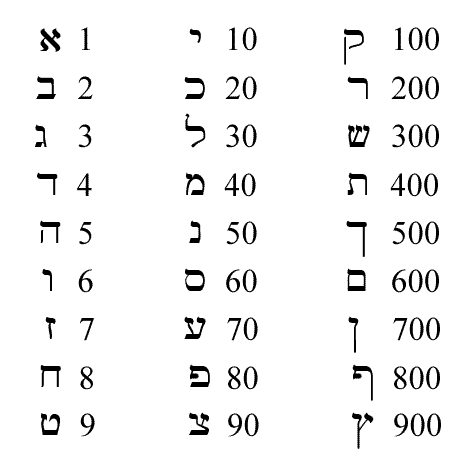 א 1 י 10 ק 100
ב 2 כ 20 ר 200
ג 3 ל 30 ש 300
ד 4 מ 40 ת 400
ה 5 נ 50 ך 500
ו 6 ס 60 ם 600
ז 7 ע 70 ן 700
ח 8 פ 80 ף 800
ט 9 צ 90 ץ 900